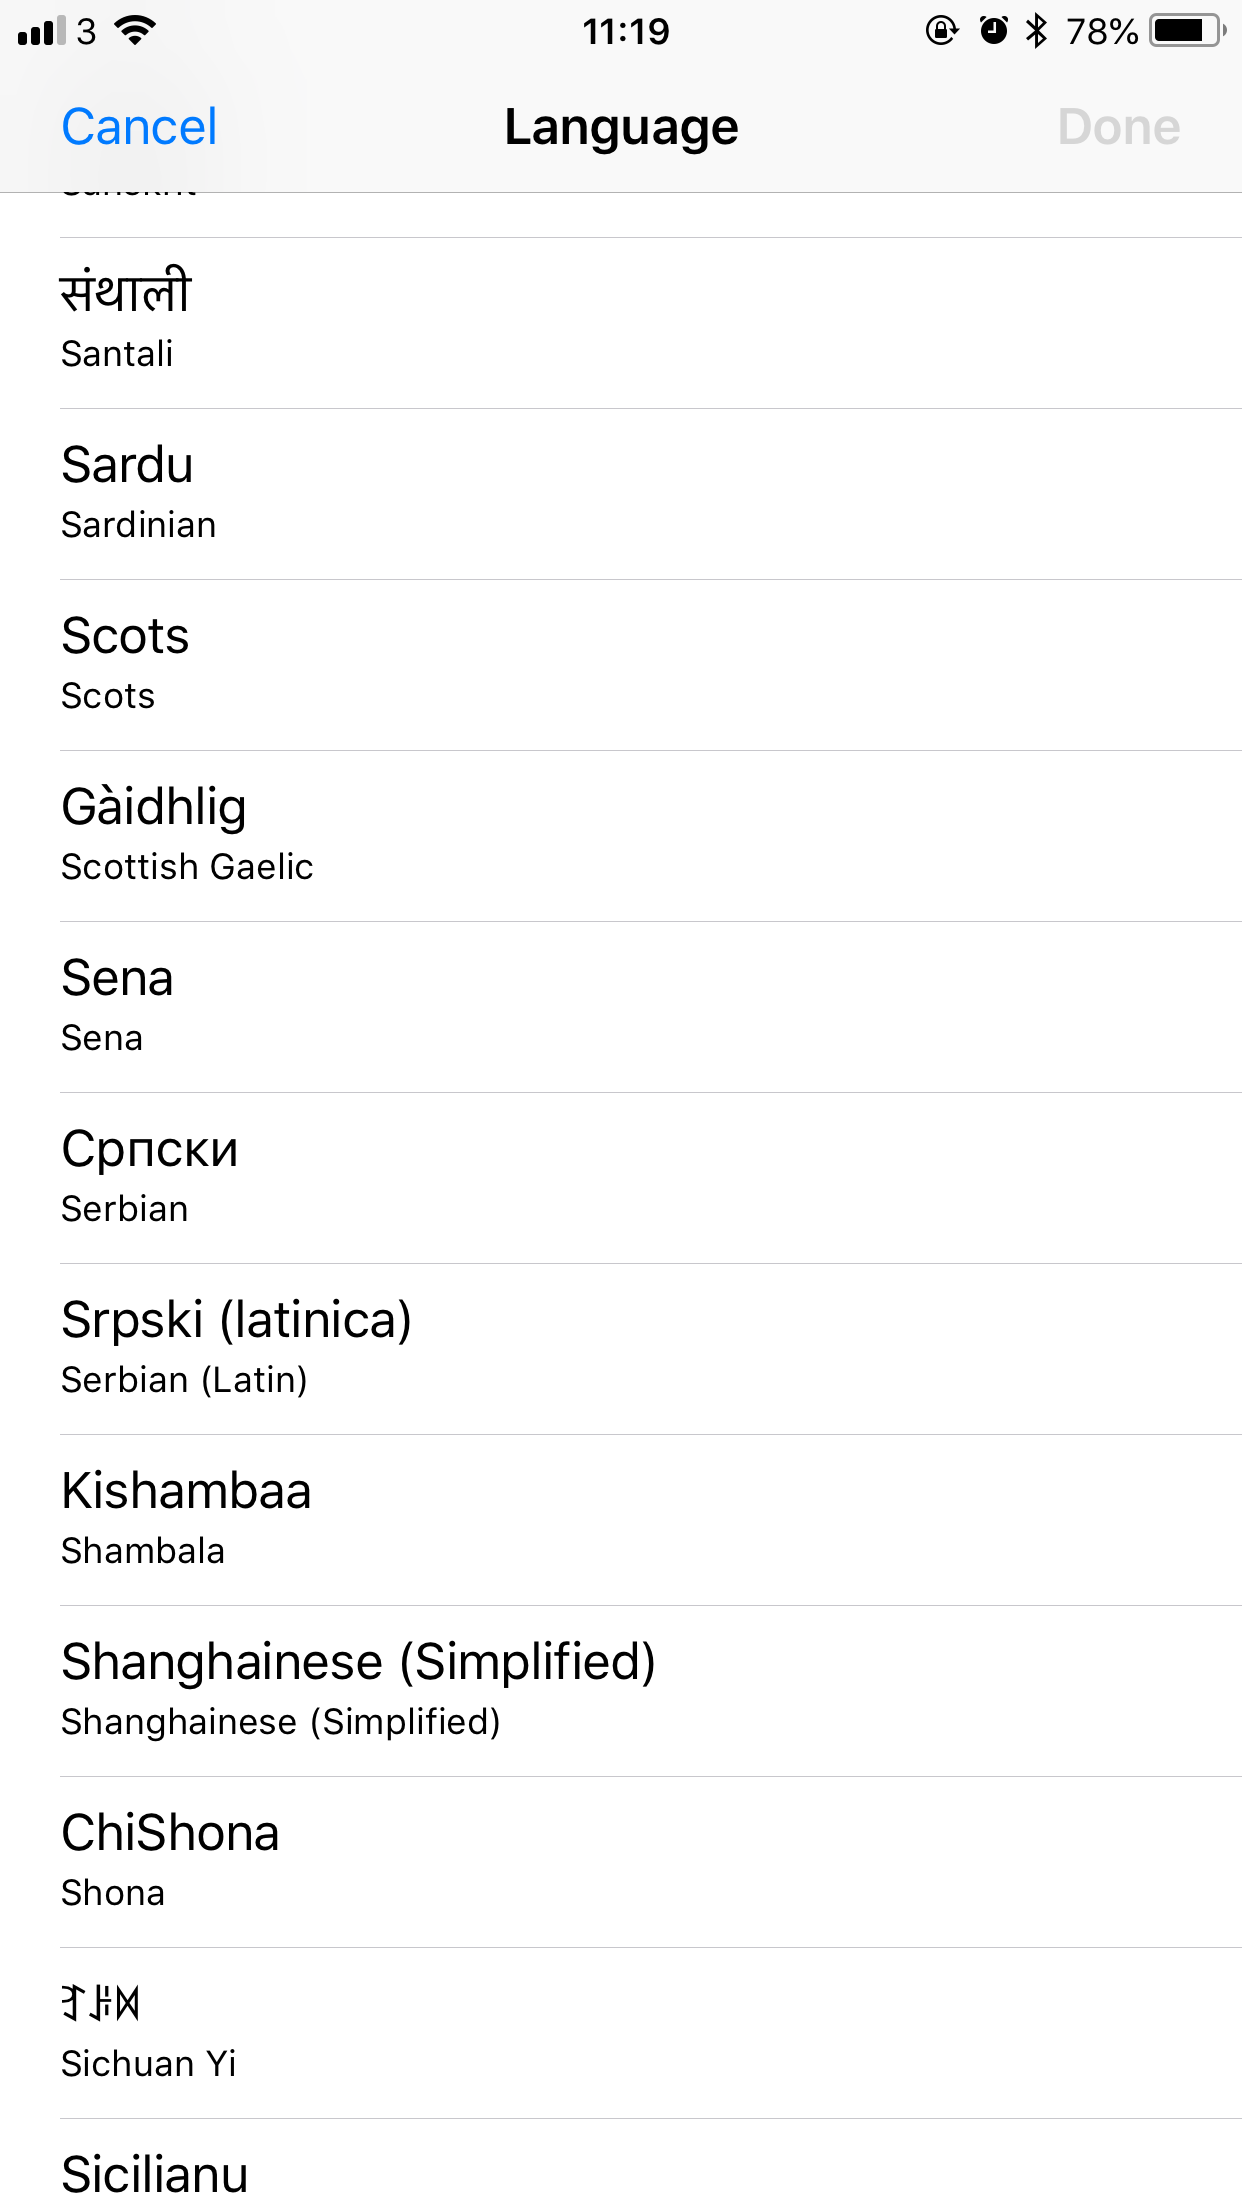 3 11:19 78%
Cancel Language Done
Sanskrit
संथाली
Santali
Sardu
Sardinian
Scots
Scots
Gàidhlig
Scottish Gaelic
Sena
Sena
Српски
Serbian
Srpski (latinica)
Serbian (Latin)
Kishambaa
Shambala
Shanghainese (Simplified)
Shanghainese (Simplified)
ChiShona
Shona
ꆈꌠꉙ
Sichuan Yi
Sicilianu